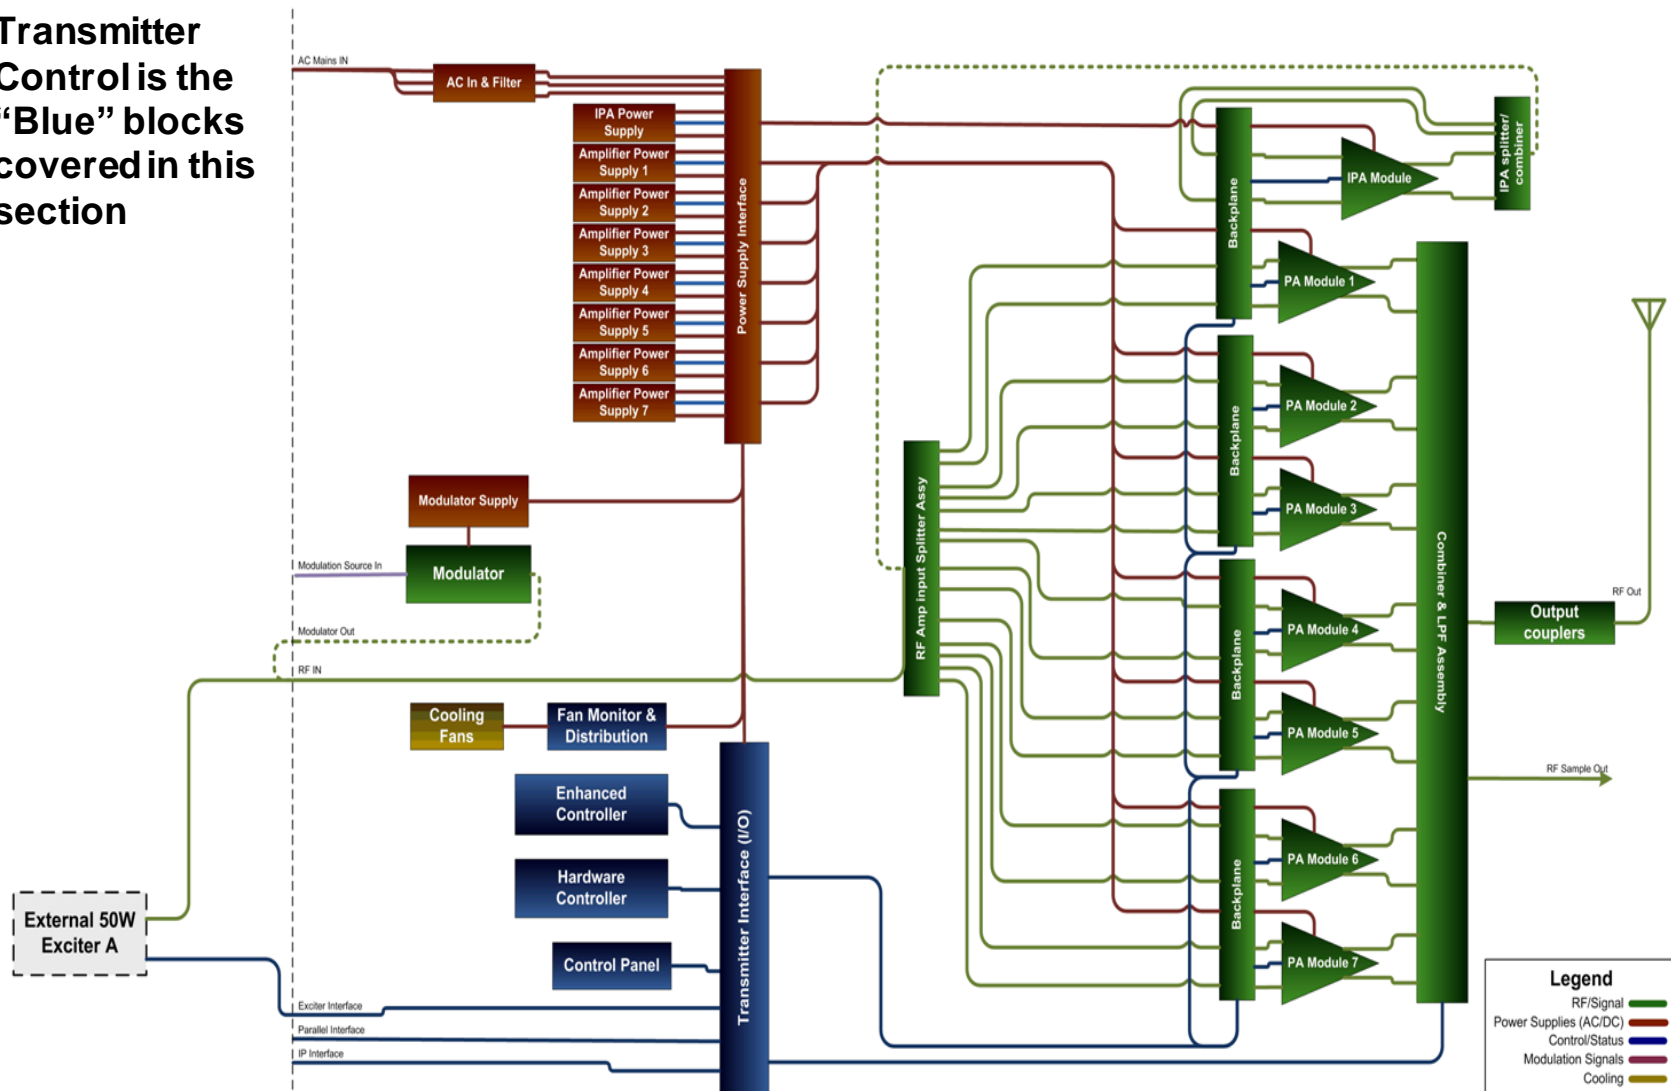 Transmitter
Control is the
“Blue” blocks
covered in this
section
AC Mains IN
AC In & Filter
IPA Power
Supply
Amplifier Power
Supply 1
Amplifier Power
Supply 2
Amplifier Power
Supply 3
Amplifier Power
Supply 4
Amplifier Power
Supply 5
Amplifier Power
Supply 6
Amplifier Power
Supply 7
Power Supply Interface
Modulator Supply
Modulation Source In
Modulator
Modulator Out
RF IN
Cooling
Fans
Fan Monitor &
Distribution
Enhanced
Controller
Hardware
Controller
Control Panel
Transmitter Interface (I/O)
External 50W
Exciter A
Exciter Interface
Parallel Interface
IP Interface
RF Amp input Splitter Assy
Backplane
Backplane
Backplane
Backplane
IPA Module
IPA splitter/
combiner
PA Module 1
PA Module 2
PA Module 3
PA Module 4
PA Module 5
PA Module 6
PA Module 7
Combiner & LPF Assembly
Output
couplers
RF Out
RF Sample Out
Legend
RF/Signal
Power Supplies (AC/DC)
Control/Status
Modulation Signals
Cooling